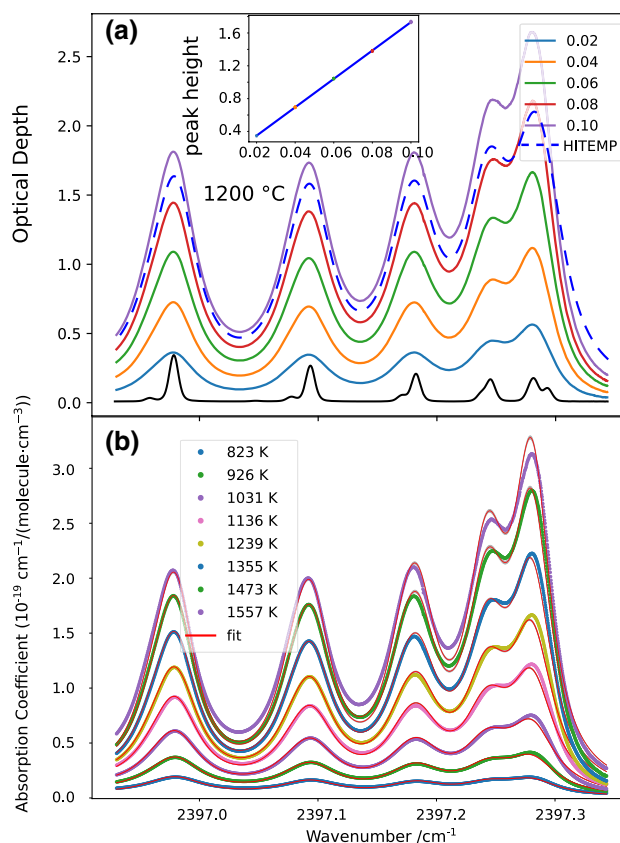 (a)
Optical Depth
2.5
2.0
1.5
1.0
0.5
0.0
peak height
1.6
1.2
0.8
0.4
0.02 0.04 0.06 0.08 0.10
1200 °C
0.02
0.04
0.06
0.08
0.10
HITEMP
(b)
Absorption Coefficient (10⁻¹⁹ cm⁻¹/(molecule·cm⁻³))
3.0
2.5
2.0
1.5
1.0
0.5
0.0
823 K
926 K
1031 K
1136 K
1239 K
1355 K
1473 K
1557 K
fit
2397.0 2397.1 2397.2 2397.3
Wavenumber /cm⁻¹